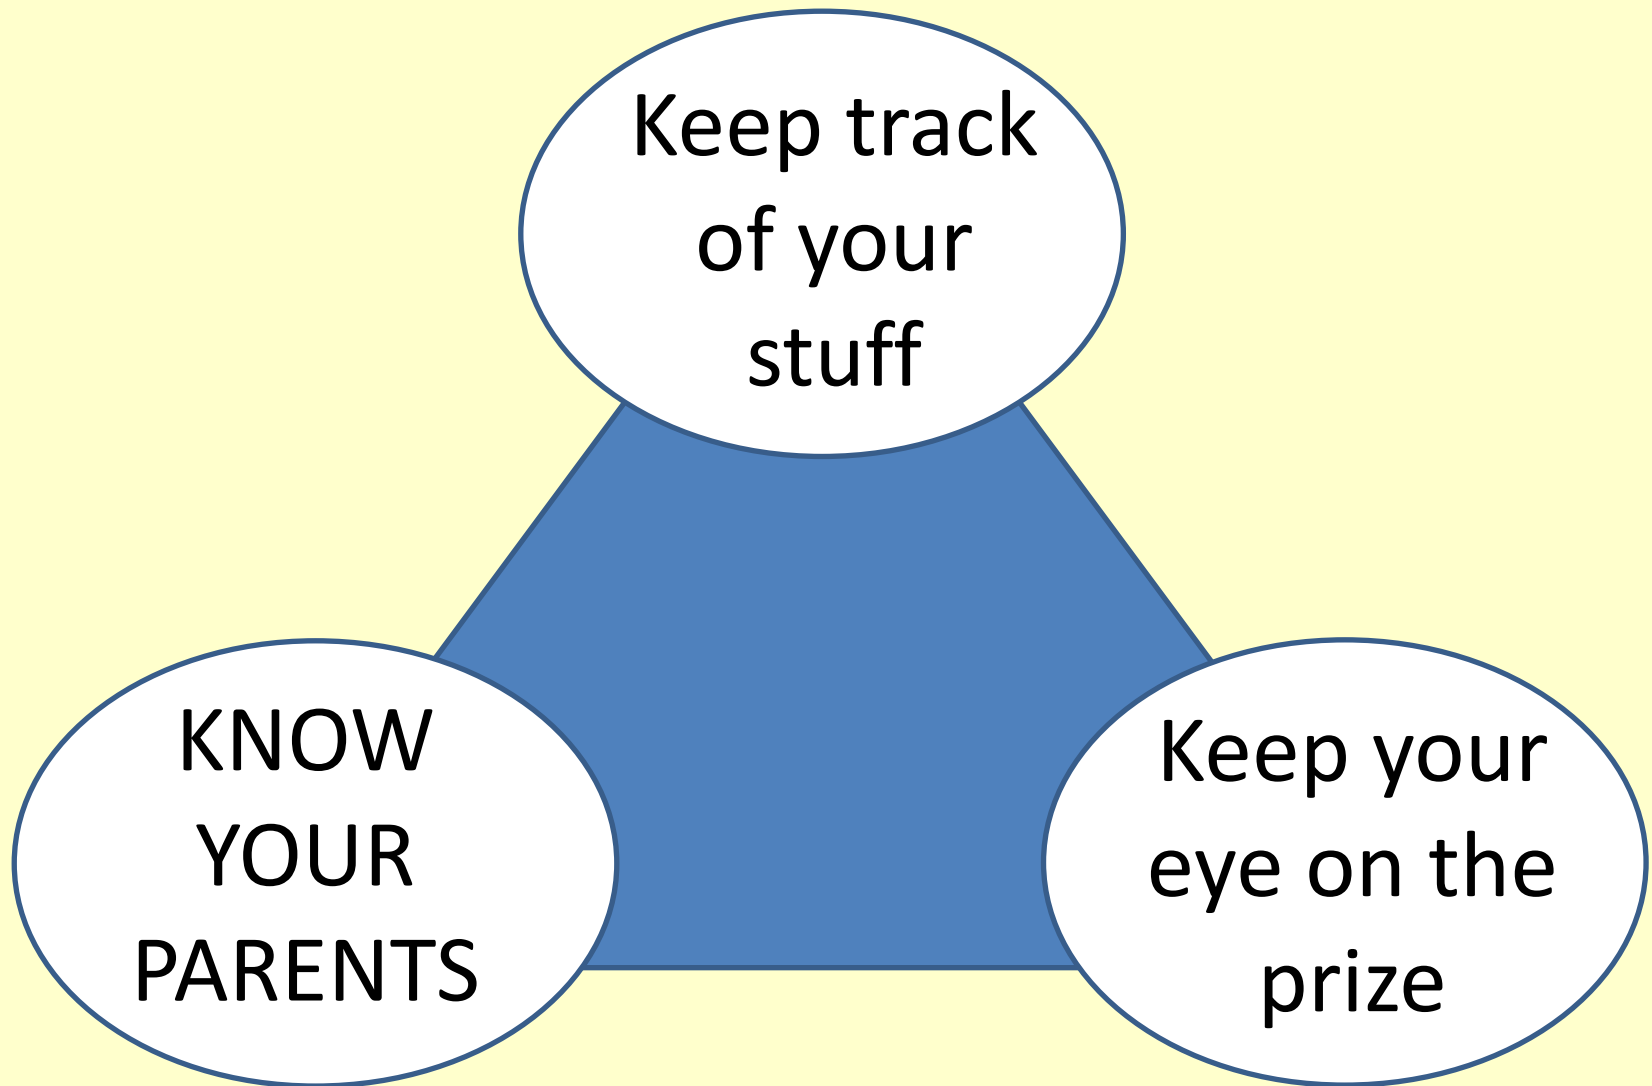 Keep track
of your
stuff
KNOW
YOUR
PARENTS
Keep your
eye on the
prize